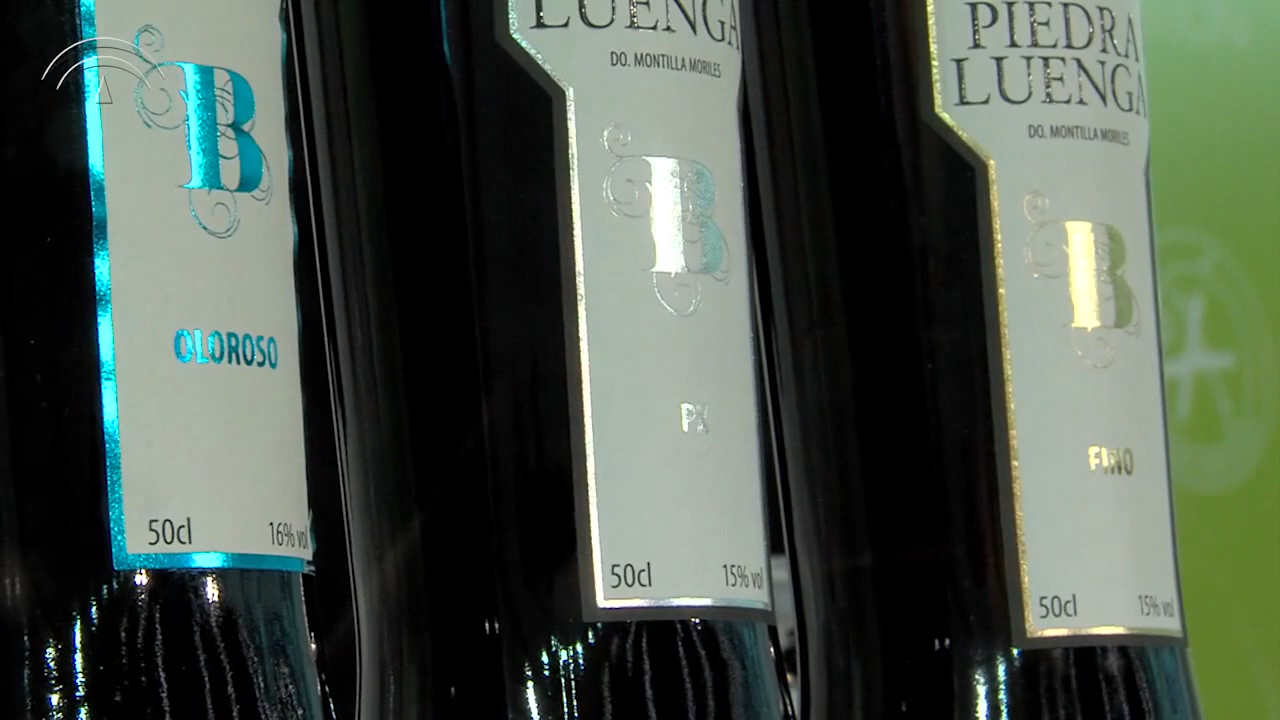 B
OLOROSO
50cl
16% vol
LUENGA
DO. MONTILLA MORILES
B
PX
50cl
15% vol
PIEDRA
LUENGA
DO. MONTILLA MORILES
B
FINO
50cl
15% vol